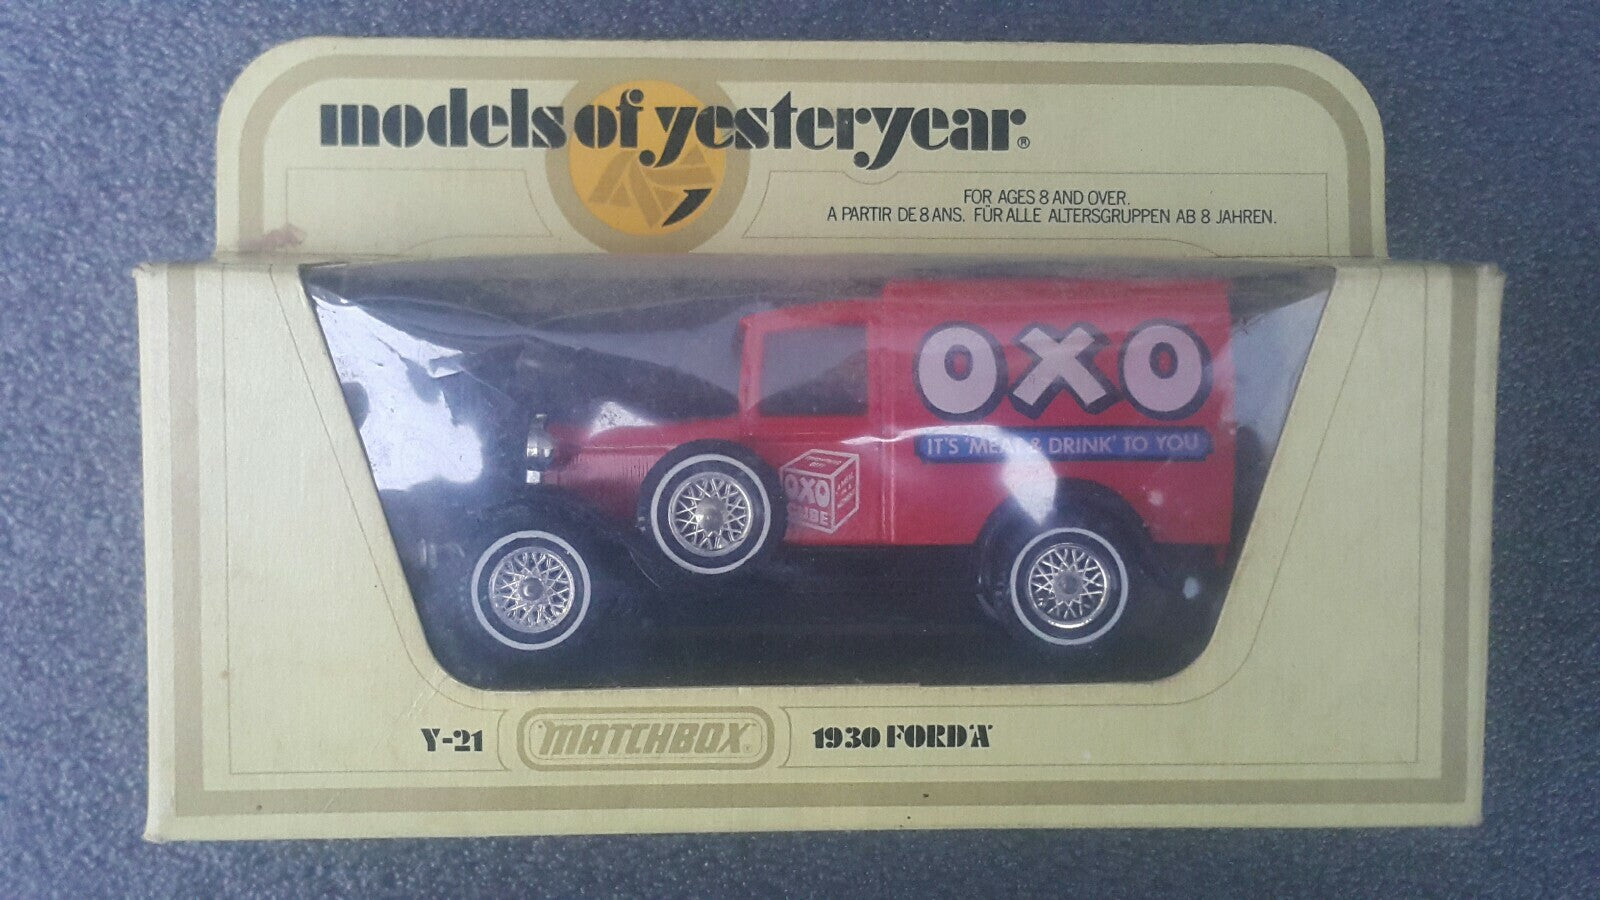 models of yesteryear®
FOR AGES 8 AND OVER.
A PARTIR DE 8 ANS. FÜR ALLE ALTERSGRUPPEN AB 8 JAHREN.
OXO
IT'S 'MEAT & DRINK' TO YOU
OXO
CUBE
Y-21
MATCHBOX
1930 FORD 'A'